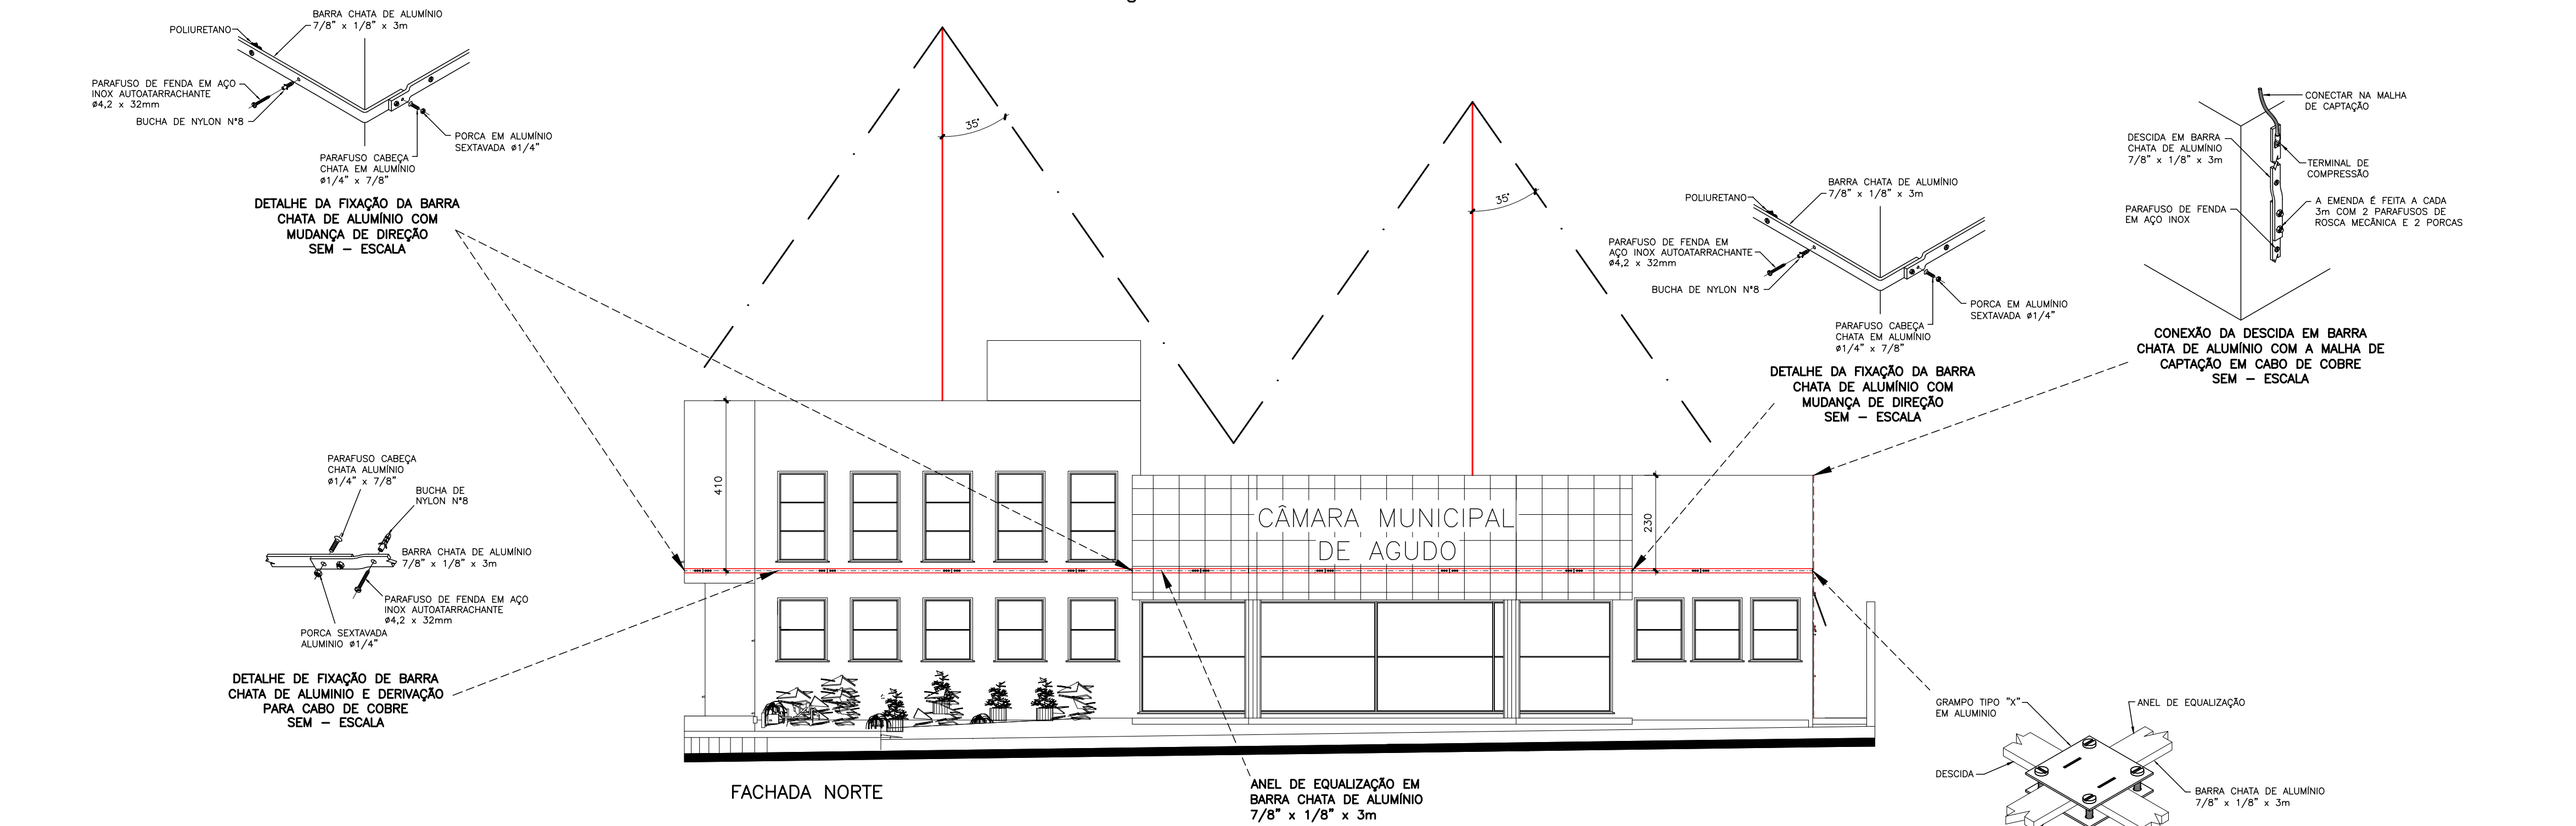 BARRA CHATA DE ALUMÍNIO
7/8" x 1/8" x 3m
POLIURETANO
PARAFUSO DE FENDA EM AÇO
INOX AUTOATARRACHANTE
ø4,2 x 32mm
BUCHA DE NYLON N°8
PORCA EM ALUMÍNIO
SEXTAVADA ø1/4"
PARAFUSO CABEÇA
CHATA EM ALUMÍNIO
ø1/4" x 7/8"
DETALHE DA FIXAÇÃO DA BARRA
CHATA DE ALUMÍNIO COM
MUDANÇA DE DIREÇÃO
SEM – ESCALA
35°
35°
BARRA CHATA DE ALUMÍNIO
7/8" x 1/8" x 3m
POLIURETANO
PARAFUSO DE FENDA EM
AÇO INOX AUTOATARRACHANTE
ø4,2 x 32mm
BUCHA DE NYLON N°8
PORCA EM ALUMÍNIO
SEXTAVADA ø1/4"
PARAFUSO CABEÇA
CHATA EM ALUMÍNIO
ø1/4" x 7/8"
DETALHE DA FIXAÇÃO DA BARRA
CHATA DE ALUMÍNIO COM
MUDANÇA DE DIREÇÃO
SEM – ESCALA
CONECTAR NA MALHA
DE CAPTAÇÃO
DESCIDA EM BARRA
CHATA DE ALUMÍNIO
7/8" x 1/8" x 3m
TERMINAL DE
COMPRESSÃO
PARAFUSO DE FENDA
EM AÇO INOX
A EMENDA É FEITA A CADA
3m COM 2 PARAFUSOS DE
ROSCA MECÂNICA E 2 PORCAS
CONEXÃO DA DESCIDA EM BARRA
CHATA DE ALUMÍNIO COM A MALHA DE
CAPTAÇÃO EM CABO DE COBRE
SEM – ESCALA
PARAFUSO CABEÇA
CHATA ALUMÍNIO
ø1/4" x 7/8"
BUCHA DE
NYLON N°8
BARRA CHATA DE ALUMÍNIO
7/8" x 1/8" x 3m
PARAFUSO DE FENDA EM AÇO
INOX AUTOATARRACHANTE
ø4,2 x 32mm
PORCA SEXTAVADA
ALUMINIO ø1/4"
DETALHE DE FIXAÇÃO DE BARRA
CHATA DE ALUMINIO E DERIVAÇÃO
PARA CABO DE COBRE
SEM – ESCALA
410
CÂMARA MUNICIPAL
DE AGUDO
230
FACHADA NORTE
ANEL DE EQUALIZAÇÃO EM
BARRA CHATA DE ALUMÍNIO
7/8" x 1/8" x 3m
GRAMPO TIPO "X"
EM ALUMINIO
ANEL DE EQUALIZAÇÃO
DESCIDA
BARRA CHATA DE ALUMÍNIO
7/8" x 1/8" x 3m